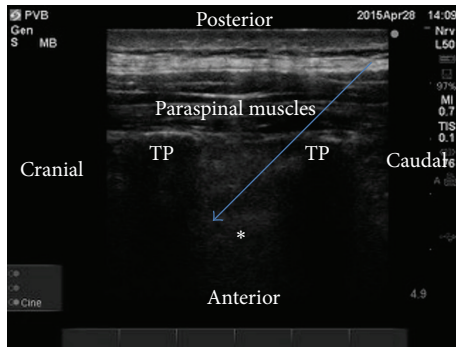 PVB
Gen
S MB
Posterior
2015Apr28 14:09
Nrv
L50
97%
MI
0.7
TIS
0.1
Paraspinal muscles
TP
TP
Cranial
Caudal
76
A
*
Anterior
4.9
Cine